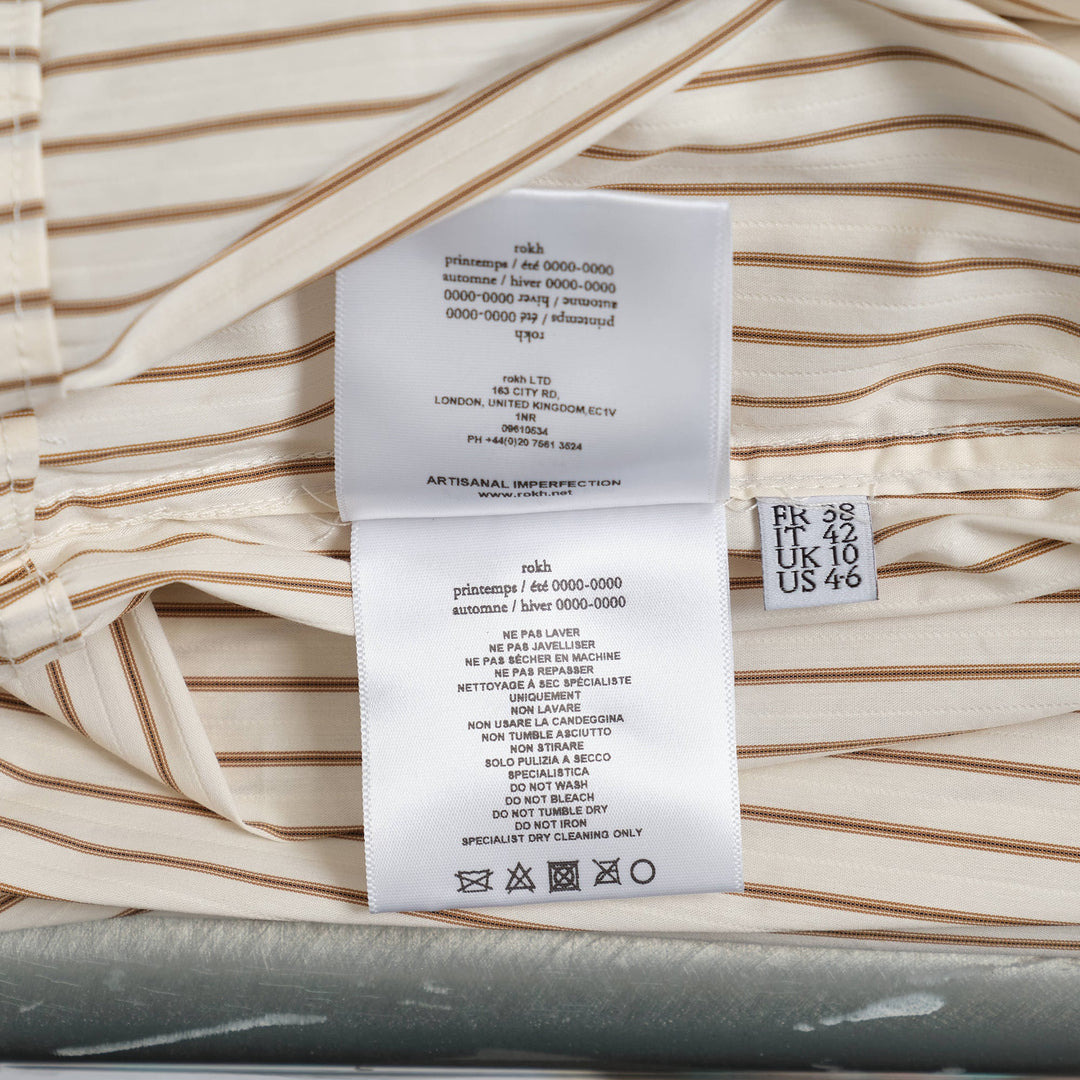 rokh
printemps / été 0000-0000
automne / hiver 0000-0000
automne / hiver 0000-0000
printemps / été 0000-0000
rokh
rokh LTD
163 CITY RD,
LONDON, UNITED KINGDOM,EC1V
1NR
09610534
PH +44(0)20 7561 3524
ARTISANAL IMPERFECTION
www.rokh.net
FR 38
IT 42
UK 10
US 46
rokh
printemps / été 0000-0000
automne / hiver 0000-0000
NE PAS LAVER
NE PAS JAVELLISER
NE PAS SÉCHER EN MACHINE
NE PAS REPASSER
NETTOYAGE À SEC SPÉCIALISTE
UNIQUEMENT
NON LAVARE
NON USARE LA CANDEGGINA
NON TUMBLE ASCIUTTO
NON STIRARE
SOLO PULIZIA A SECCO
SPECIALISTICA
DO NOT WASH
DO NOT BLEACH
DO NOT TUMBLE DRY
DO NOT IRON
SPECIALIST DRY CLEANING ONLY